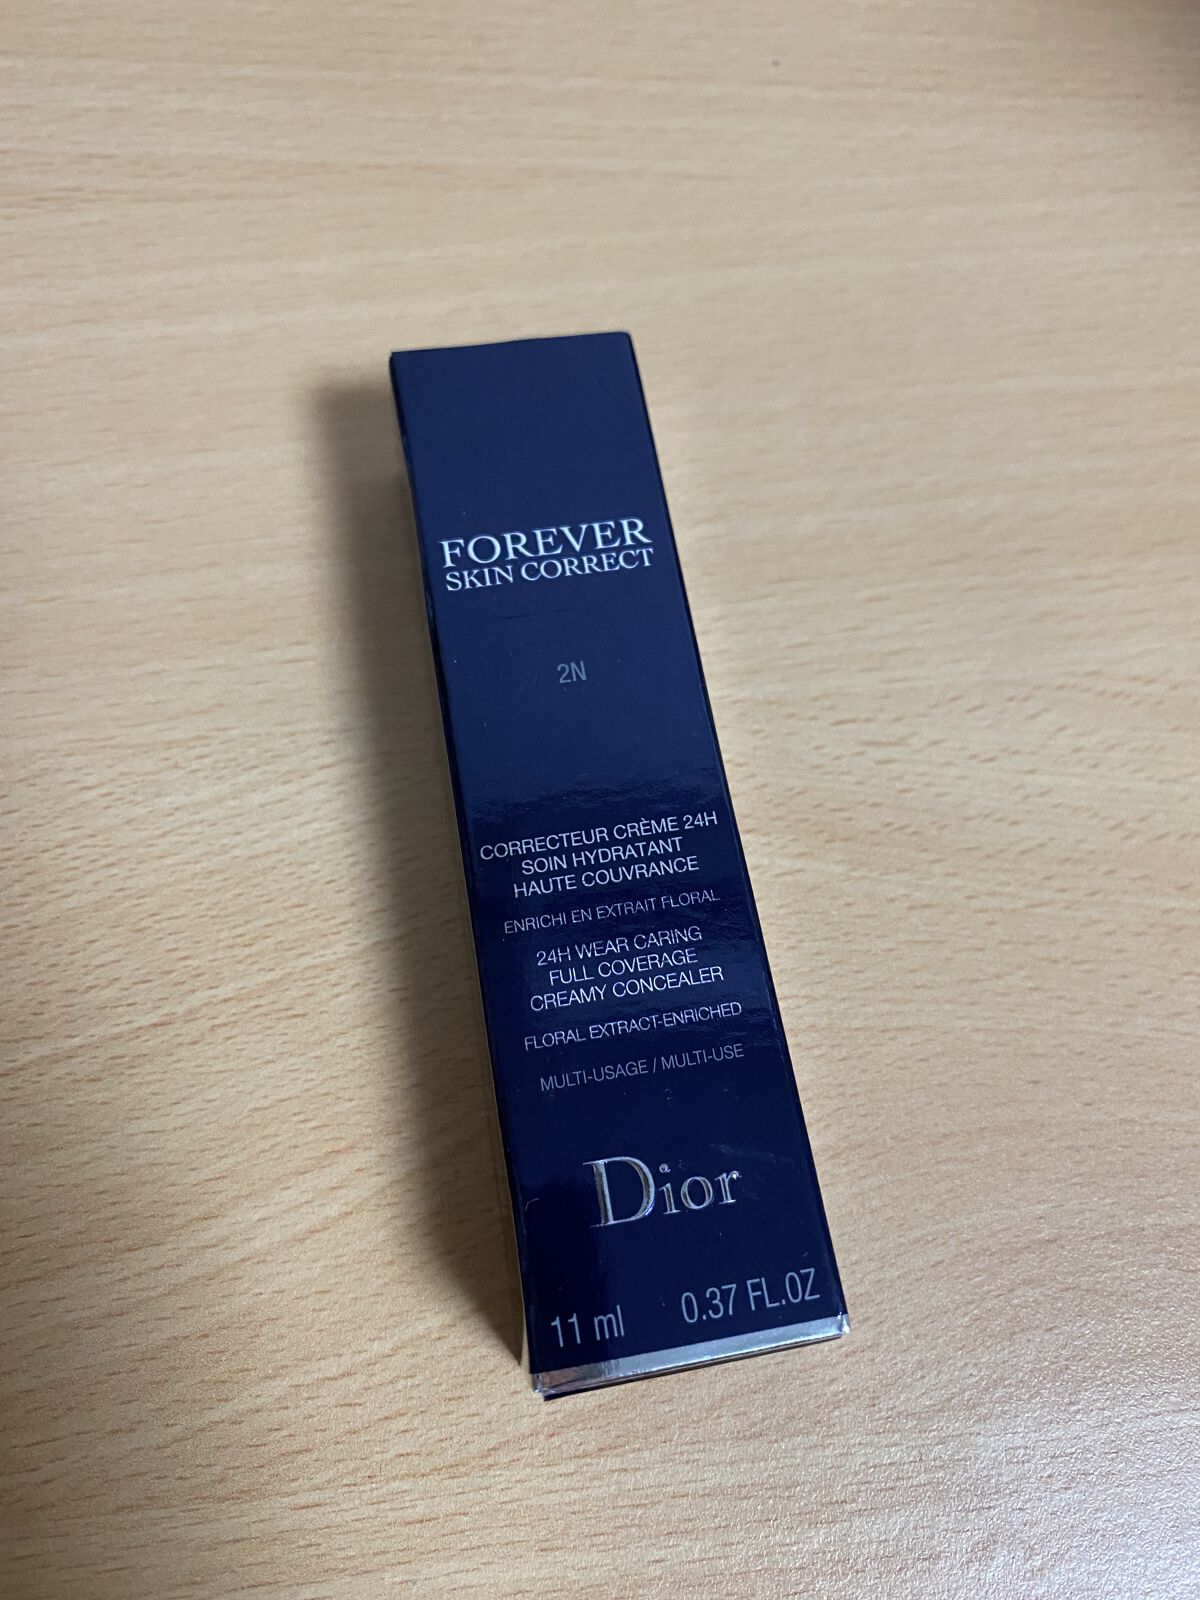 FOREVER
SKIN CORRECT
2N
CORRECTEUR CRÈME 24H
SOIN HYDRATANT
HAUTE COUVRANCE
ENRICHI EN EXTRAIT FLORAL
24H WEAR CARING
FULL COVERAGE
CREAMY CONCEALER
FLORAL EXTRACT-ENRICHED
MULTI-USAGE / MULTI-USE
Dior
11 ml 0.37 FL.OZ